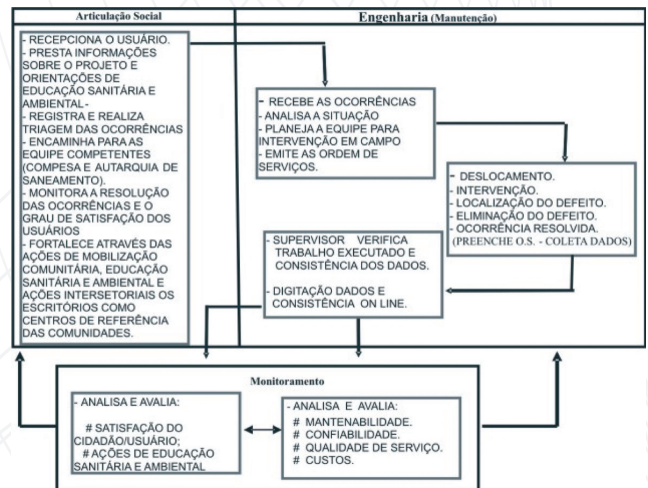 Articulação Social
- RECEPCIONA O USUÁRIO.
- PRESTA INFORMAÇÕES
SOBRE O PROJETO E
ORIENTAÇÕES DE
EDUCAÇÃO SANITÁRIA E
AMBIENTAL-
- REGISTRA E REALIZA
TRIAGEM DAS OCORRÊNCIAS
- ENCAMINHA PARA AS
EQUIPE COMPETENTES
(COMPESA E AUTARQUIA DE
SANEAMENTO).
- MONITORA A RESOLUÇÃO
DAS OCORRÊNCIAS E O
GRAU DE SATISFAÇÃO DOS
USUÁRIOS
- FORTALECE ATRAVÉS DAS
AÇÕES DE MOBILIZAÇÃO
COMUNITÁRIA, EDUCAÇÃO
SANITÁRIA E AMBIENTAL E
AÇÕES INTERSETORIAIS OS
ESCRITÓRIOS COMO
CENTROS DE REFERÊNCIA
DAS COMUNIDADES.
Engenharia (Manutenção)
- RECEBE AS OCORRÊNCIAS
- ANALISA A SITUAÇÃO
- PLANEJA A EQUIPE PARA
INTERVENÇÃO EM CAMPO
- EMITE AS ORDEM DE
SERVIÇOS.
- DESLOCAMENTO.
- INTERVENÇÃO.
- LOCALIZAÇÃO DO DEFEITO.
- ELIMINAÇÃO DO DEFEITO.
- OCORRÊNCIA RESOLVIDA.
(PREENCHE O.S. - COLETA DADOS)
- SUPERVISOR VERIFICA
TRABALHO EXECUTADO E
CONSISTÊNCIA DOS DADOS.
- DIGITAÇÃO DADOS E
CONSISTÊNCIA ON LINE.
Monitoramento
- ANALISA E AVALIA:
# SATISFAÇÃO DO
CIDADÃO/USUÁRIO;
# AÇÕES DE EDUCAÇÃO
SANITÁRIA E AMBIENTAL
- ANALISA E AVALIA:
# MANTENABILIDADE.
# CONFIABILIDADE.
# QUALIDADE DE SERVIÇO.
# CUSTOS.